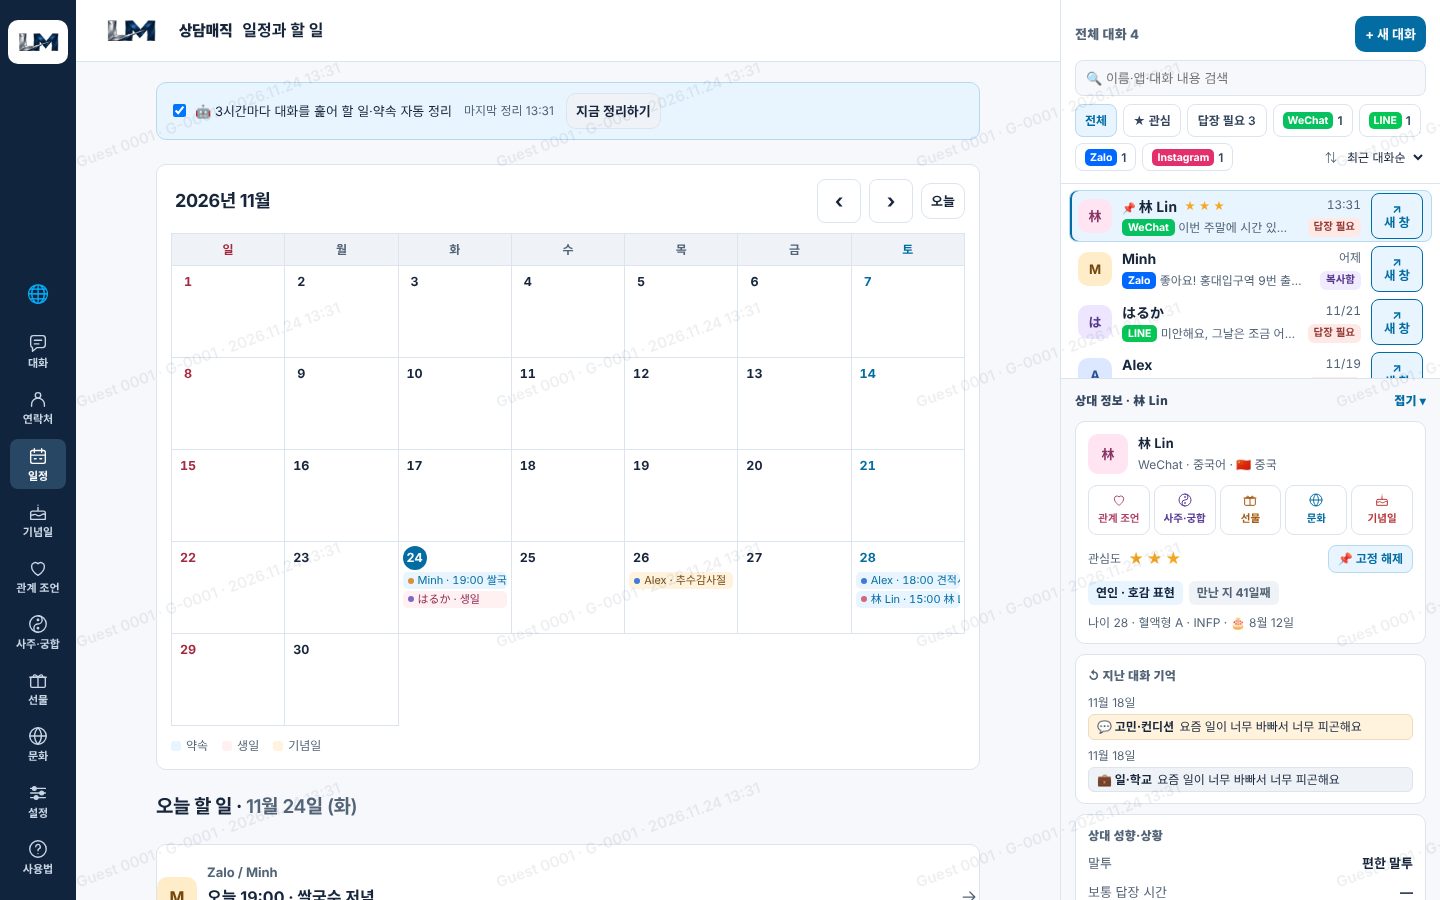 LM
대화
연락처
일정
기념일
관계 조언
사주·궁합
선물
문화
설정
사용법
LM 상담매직 일정과 할 일
🤖 3시간마다 대화를 훑어 할 일·약속 자동 정리 마지막 정리 13:31 지금 정리하기
2026년 11월
‹ › 오늘
일 월 화 수 목 금 토
1 2 3 4 5 6 7
8 9 10 11 12 13 14
15 16 17 18 19 20 21
22 23 24 25 26 27 28
Minh · 19:00 쌀국
はるか · 생일
Alex · 추수감사절
Alex · 18:00 견적
林 Lin · 15:00 林
29 30
약속 생일 기념일
오늘 할 일 · 11월 24일 (화)
M
Zalo / Minh
오늘 19:00 · 쌀국수 저녁
→
전체 대화 4
+ 새 대화
🔍 이름·앱·대화 내용 검색
전체 ★ 관심 답장 필요 3 WeChat 1 LINE 1
Zalo 1 Instagram 1 ⇅ 최근 대화순
林 📌 林 Lin ★ ★ ★ 13:31
WeChat 이번 주말에 시간 있... 답장 필요
↗ 새 창
M Minh 어제
Zalo 좋아요! 홍대입구역 9번 출... 복사함
↗ 새 창
は はるか 11/21
LINE 미안해요, 그날은 조금 어... 답장 필요
↗ 새 창
A Alex 11/19
상대 정보 · 林 Lin 접기 ▾
林 林 Lin
WeChat · 중국어 · 🇨🇳 중국
관계 조언 사주·궁합 선물 문화 기념일
관심도 ★ ★ ★ 📌 고정 해제
연인 · 호감 표현 만난 지 41일째
나이 28 · 혈액형 A · INFP · 🎂 8월 12일
지난 대화 기억
11월 18일
💬 고민·컨디션 요즘 일이 너무 바빠서 너무 피곤해요
11월 18일
💼 일·학교 요즘 일이 너무 바빠서 너무 피곤해요
상대 성향·상황
말투 편한 말투
보통 답장 시간 —
Guest 0001 · G-0001 · 2026.11.24 13:31